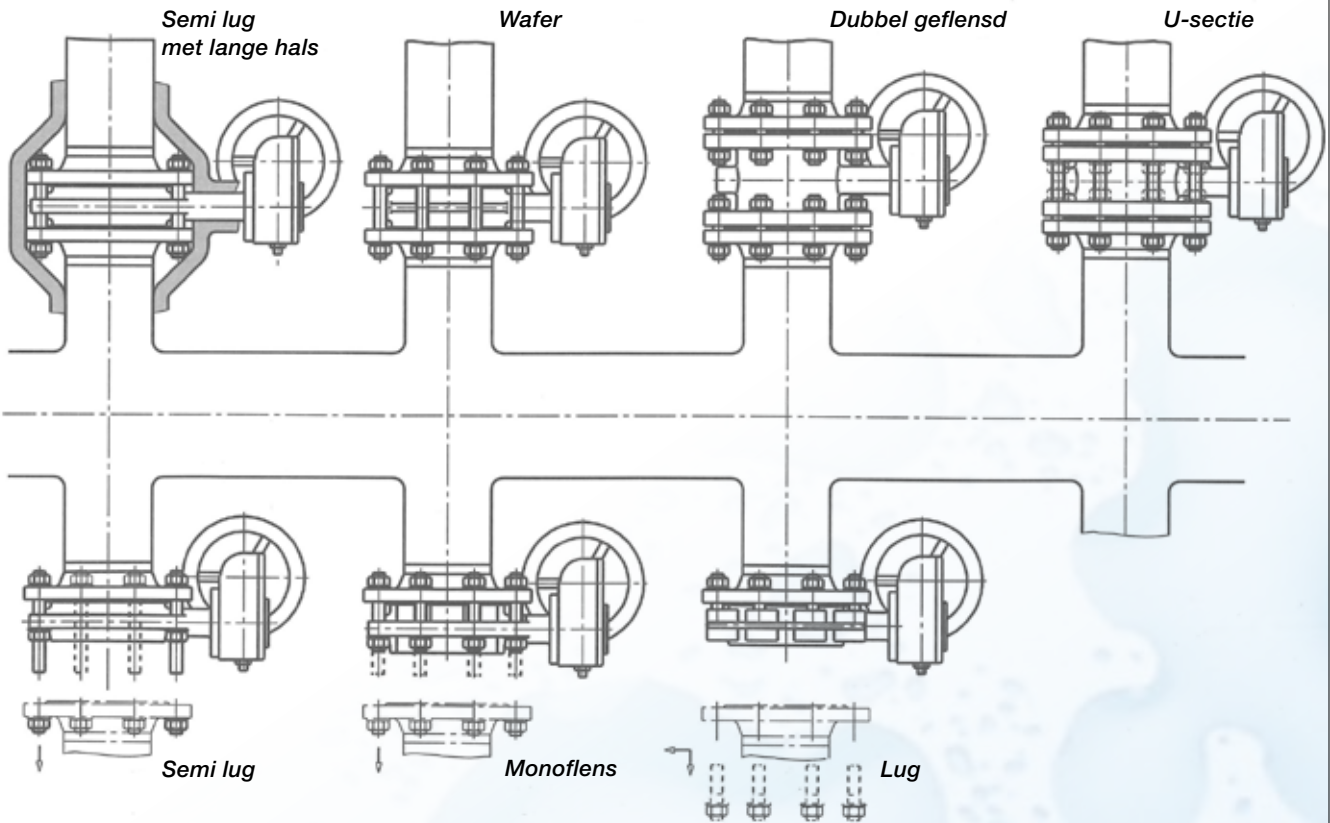 Semi lug
met lange hals
Wafer
Dubbel geflensd
U-sectie
Semi lug
Monoflens
Lug